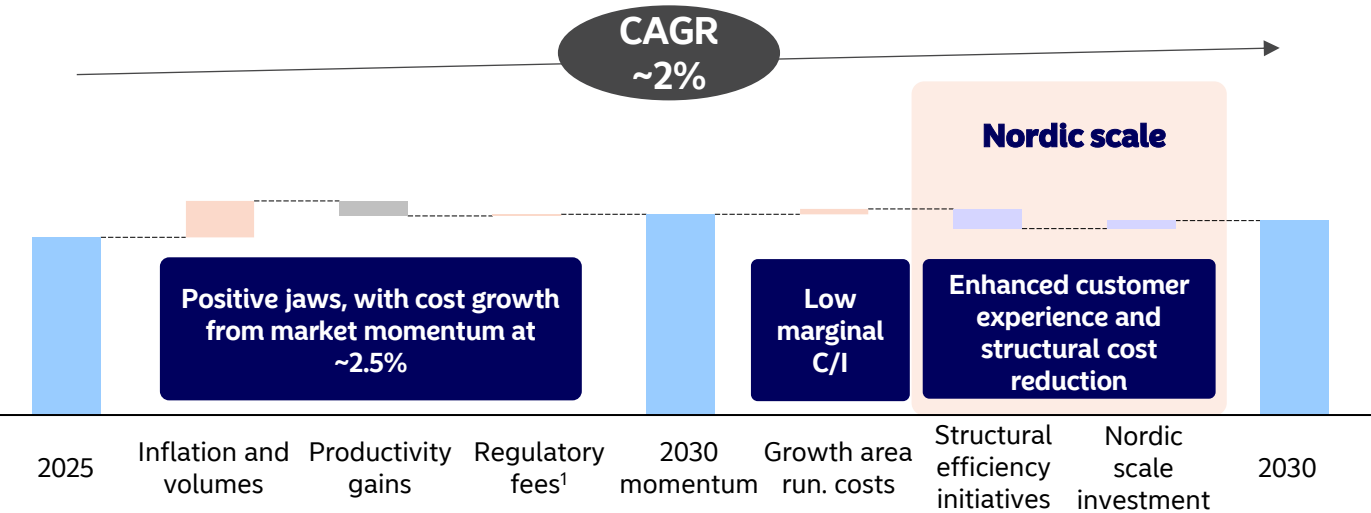 CAGR
~2%
Nordic scale
Positive jaws, with cost growth
from market momentum at
~2.5%
Low
marginal
C/I
Enhanced customer
experience and
structural cost
reduction
2025
Inflation and
volumes
Productivity
gains
Regulatory
fees¹
2030
momentum
Growth area
run. costs
Structural
efficiency
initiatives
Nordic
scale
investment
2030